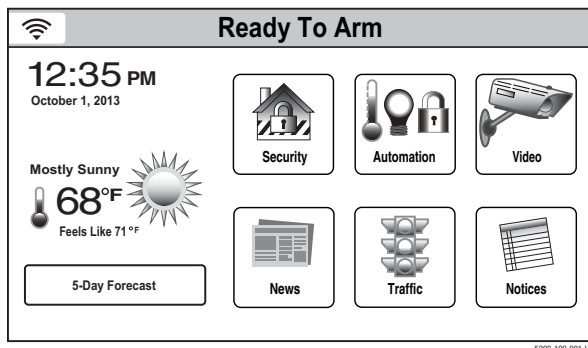 Ready To Arm
12:35 PM
October 1, 2013
Mostly Sunny
68°F
Feels Like 71°F
5-Day Forecast
Security
Automation
Video
News
Traffic
Notices